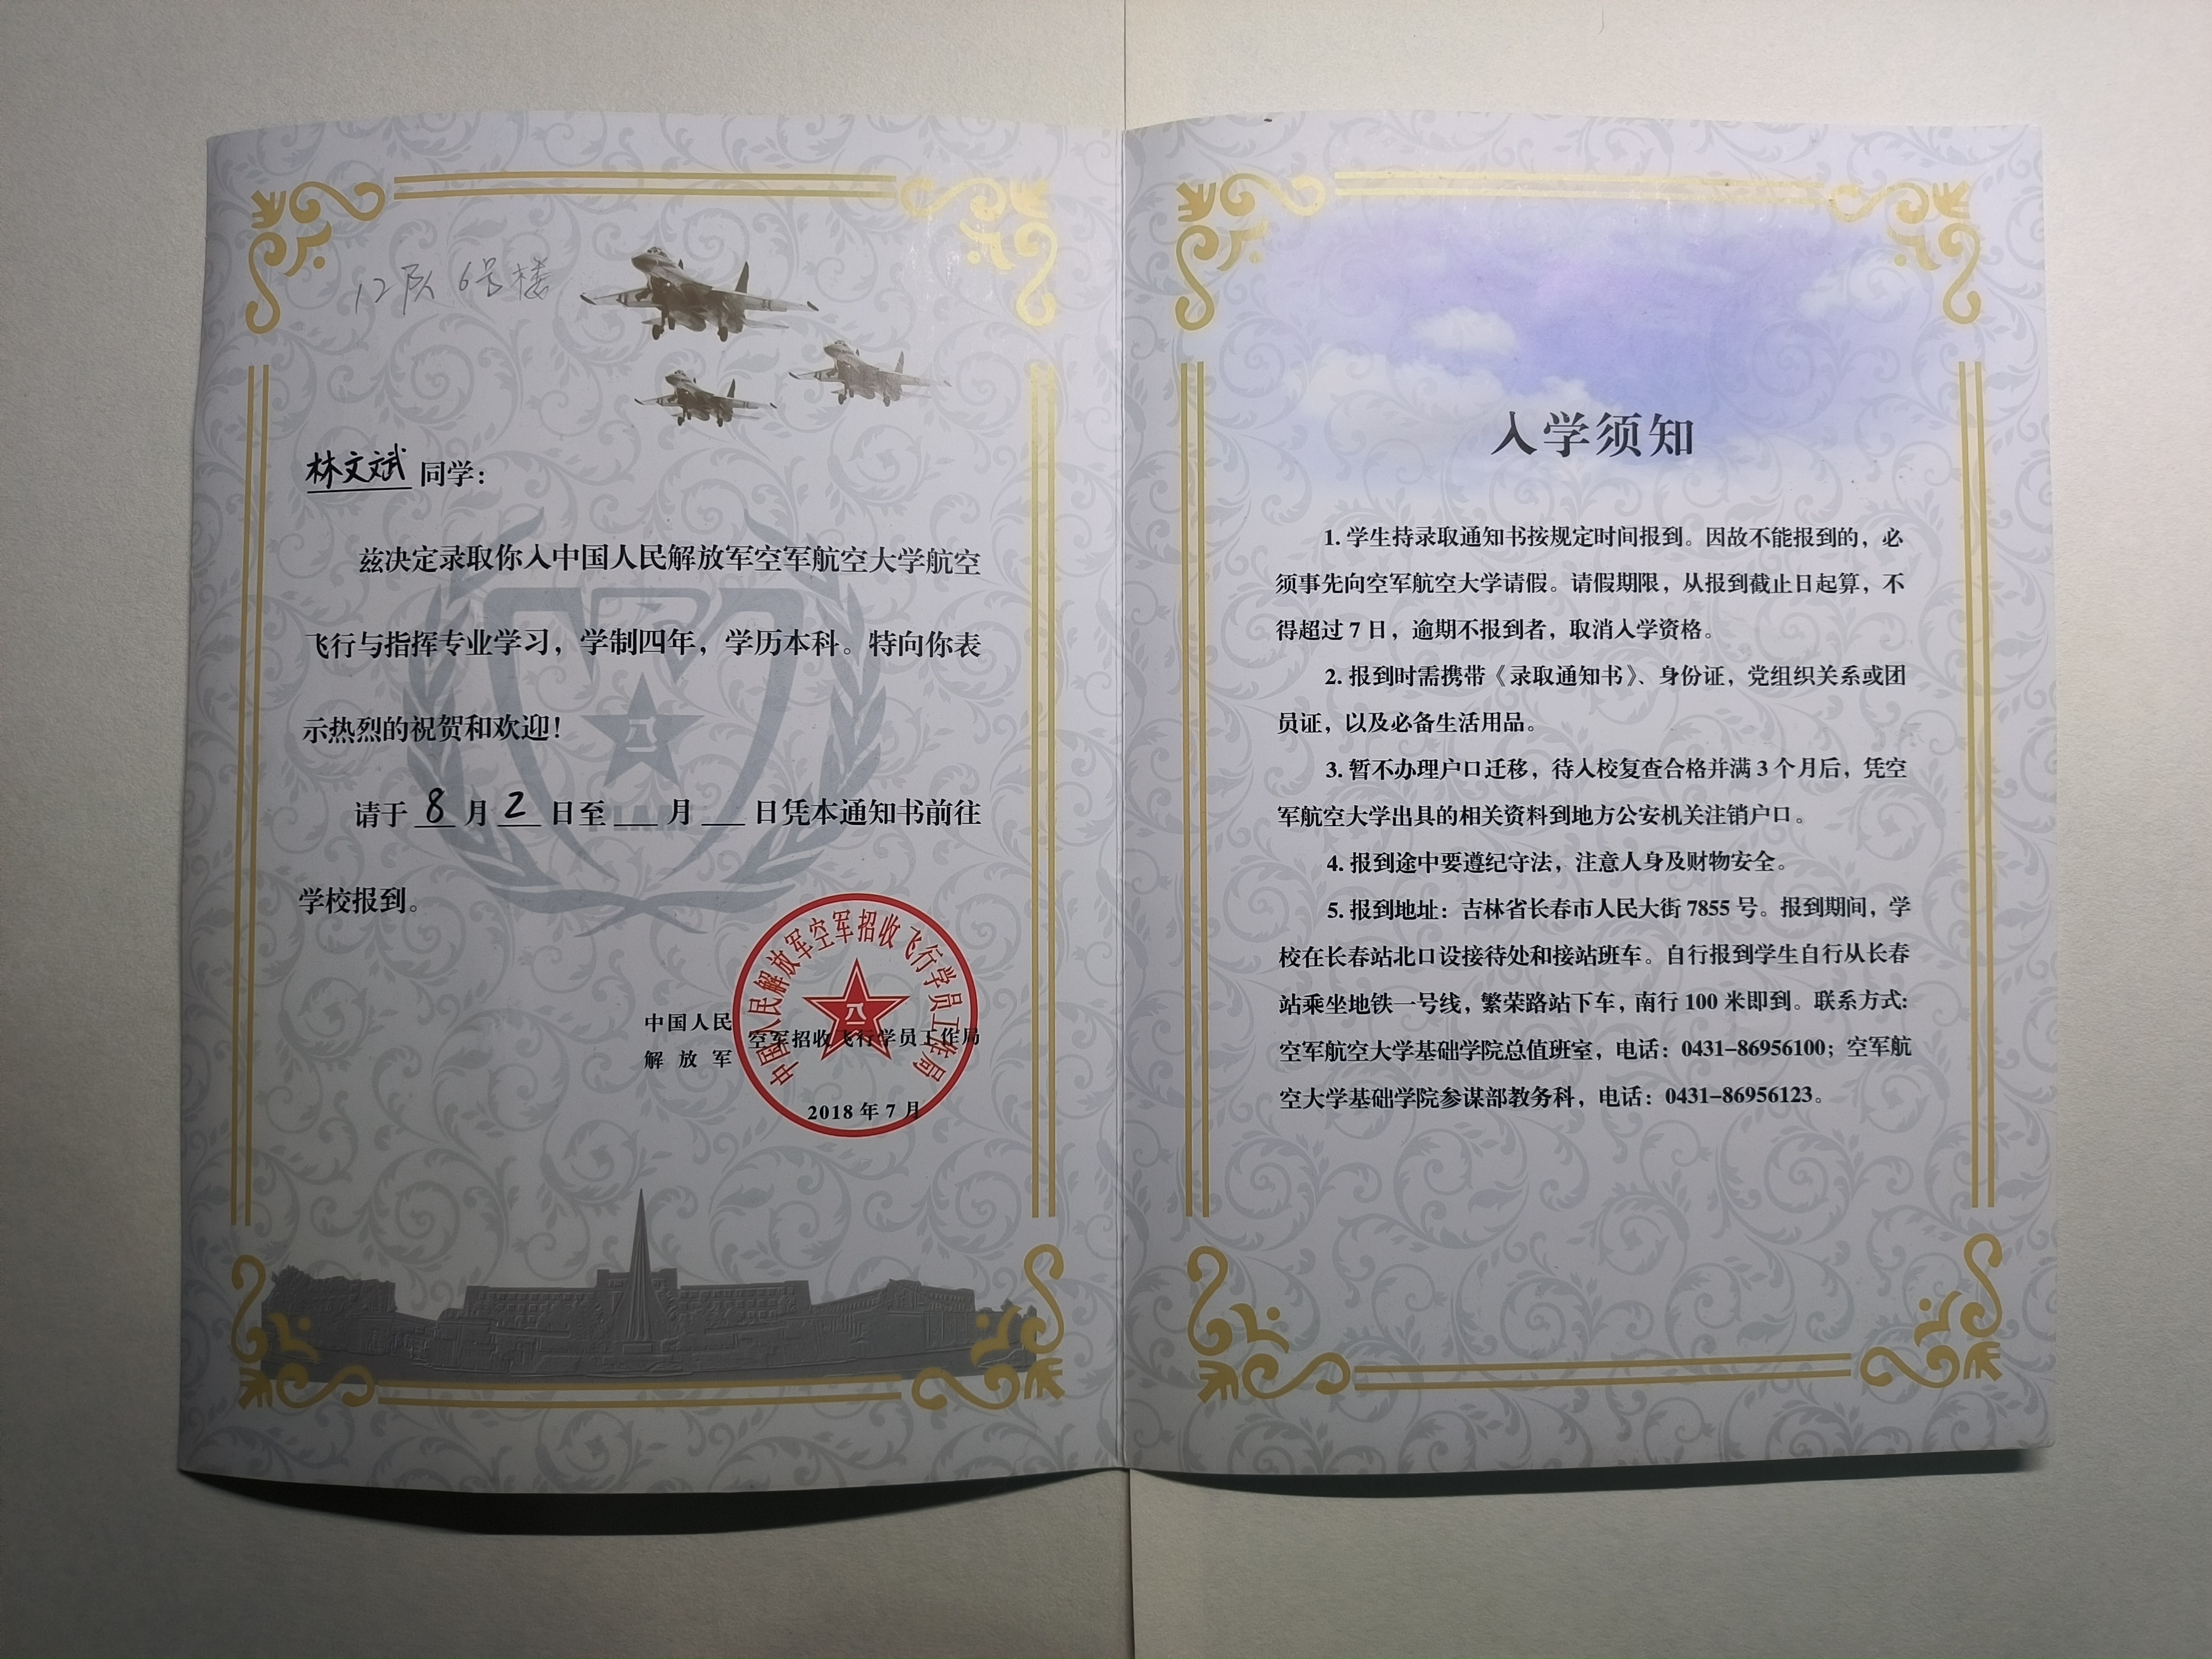 12队 6号楼
林文斌 同学：
兹决定录取你入中国人民解放军空军航空大学航空
飞行与指挥专业学习，学制四年，学历本科。特向你表
示热烈的祝贺和欢迎！
请于 8 月 2 日至 ＿ 月 ＿ 日凭本通知书前往
学校报到。
中国人民解放军空军招收飞行学员工作局
八一
中国人民
解放军
空军招收飞行学员工作局
2018 年 7 月
入学须知
1. 学生持录取通知书按规定时间报到。因故不能报到的，必
须事先向空军航空大学请假。请假期限，从报到截止日起算，不
得超过 7 日，逾期不报到者，取消入学资格。
2. 报到时需携带《录取通知书》、身份证，党组织关系或团
员证，以及必备生活用品。
3. 暂不办理户口迁移，待入校复查合格并满 3 个月后，凭空
军航空大学出具的相关资料到地方公安机关注销户口。
4. 报到途中要遵纪守法，注意人身及财物安全。
5. 报到地址：吉林省长春市人民大街 7855 号。报到期间，学
校在长春站北口设接待处和接站班车。自行报到学生自行从长春
站乘坐地铁一号线，繁荣路站下车，南行 100 米即到。联系方式：
空军航空大学基础学院总值班室，电话：0431-86956100；空军航
空大学基础学院参谋部教务科，电话：0431-86956123。